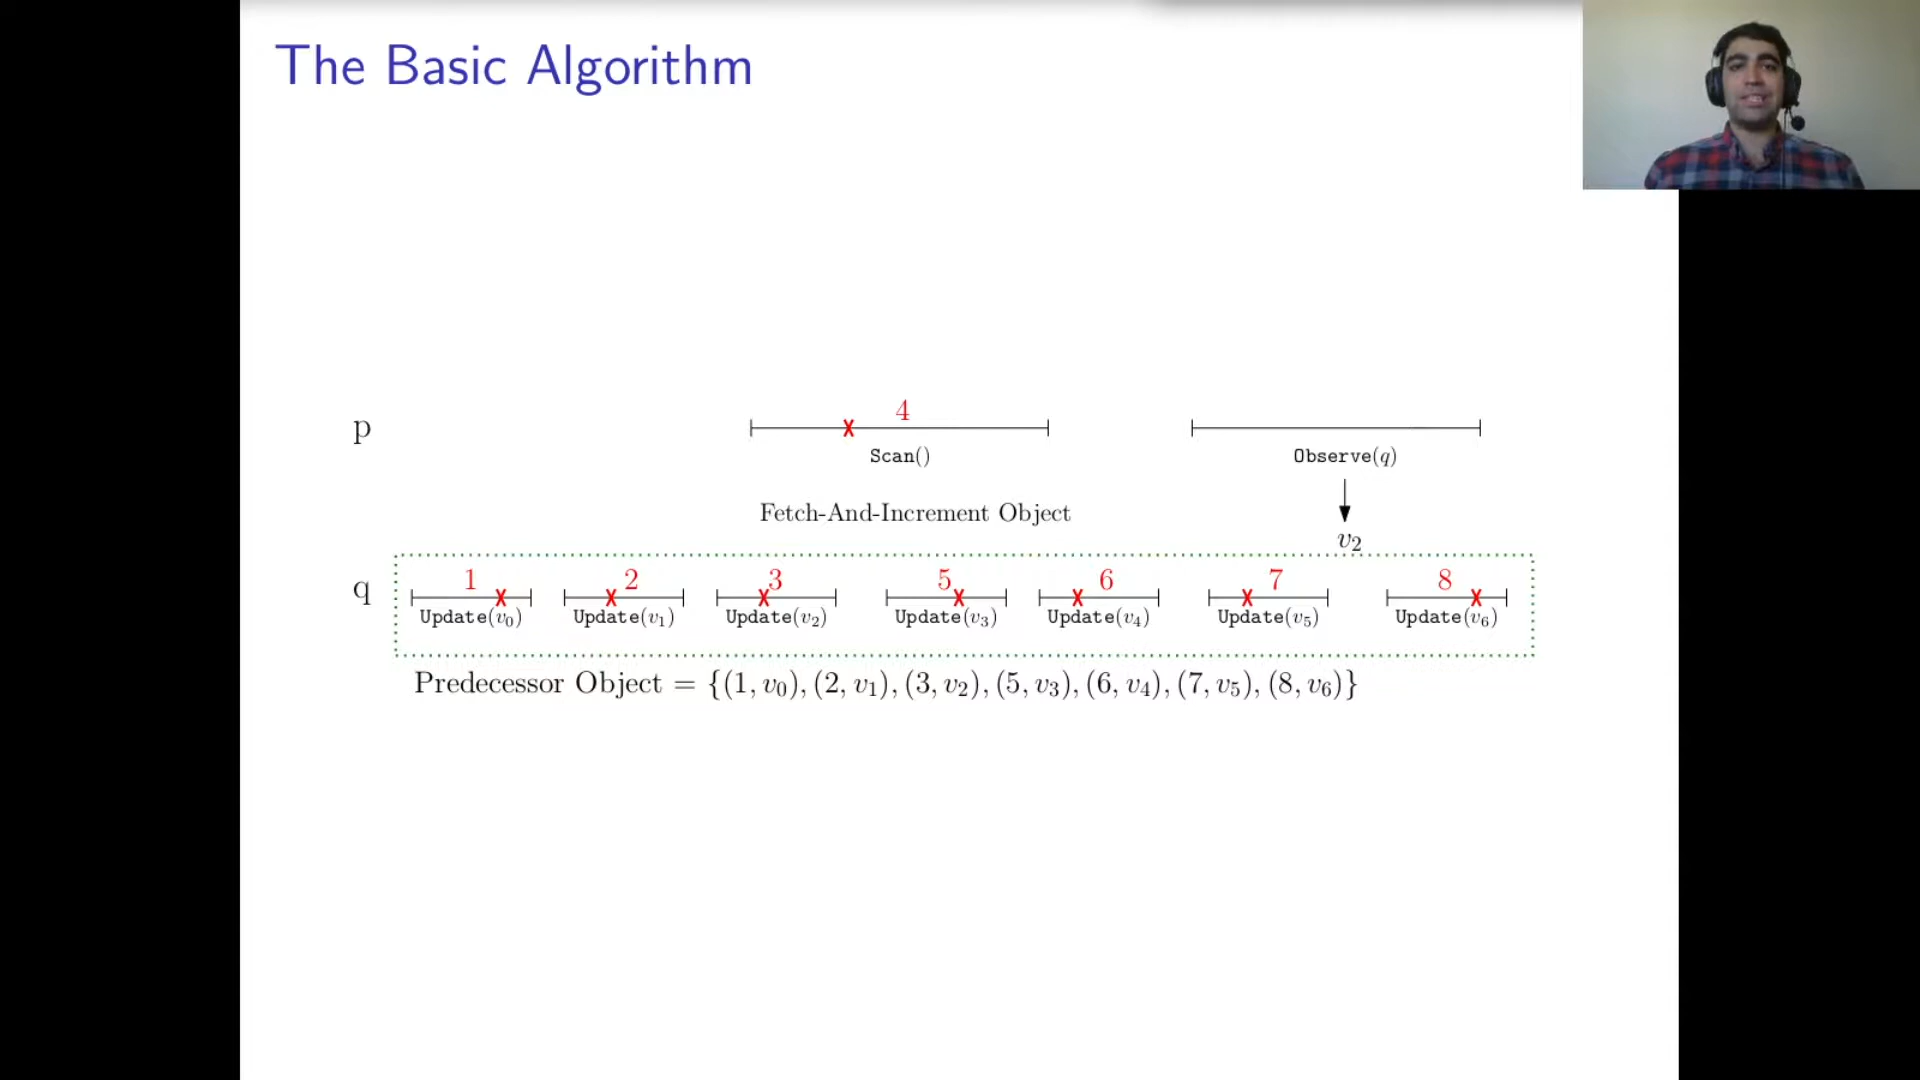 The Basic Algorithm
p
4
Scan()
Observe(q)
Fetch-And-Increment Object
v₂
q
1 2 3 5 6 7 8
Update(v₀) Update(v₁) Update(v₂) Update(v₃) Update(v₄) Update(v₅) Update(v₆)
Predecessor Object = {(1, v₀), (2, v₁), (3, v₂), (5, v₃), (6, v₄), (7, v₅), (8, v₆)}